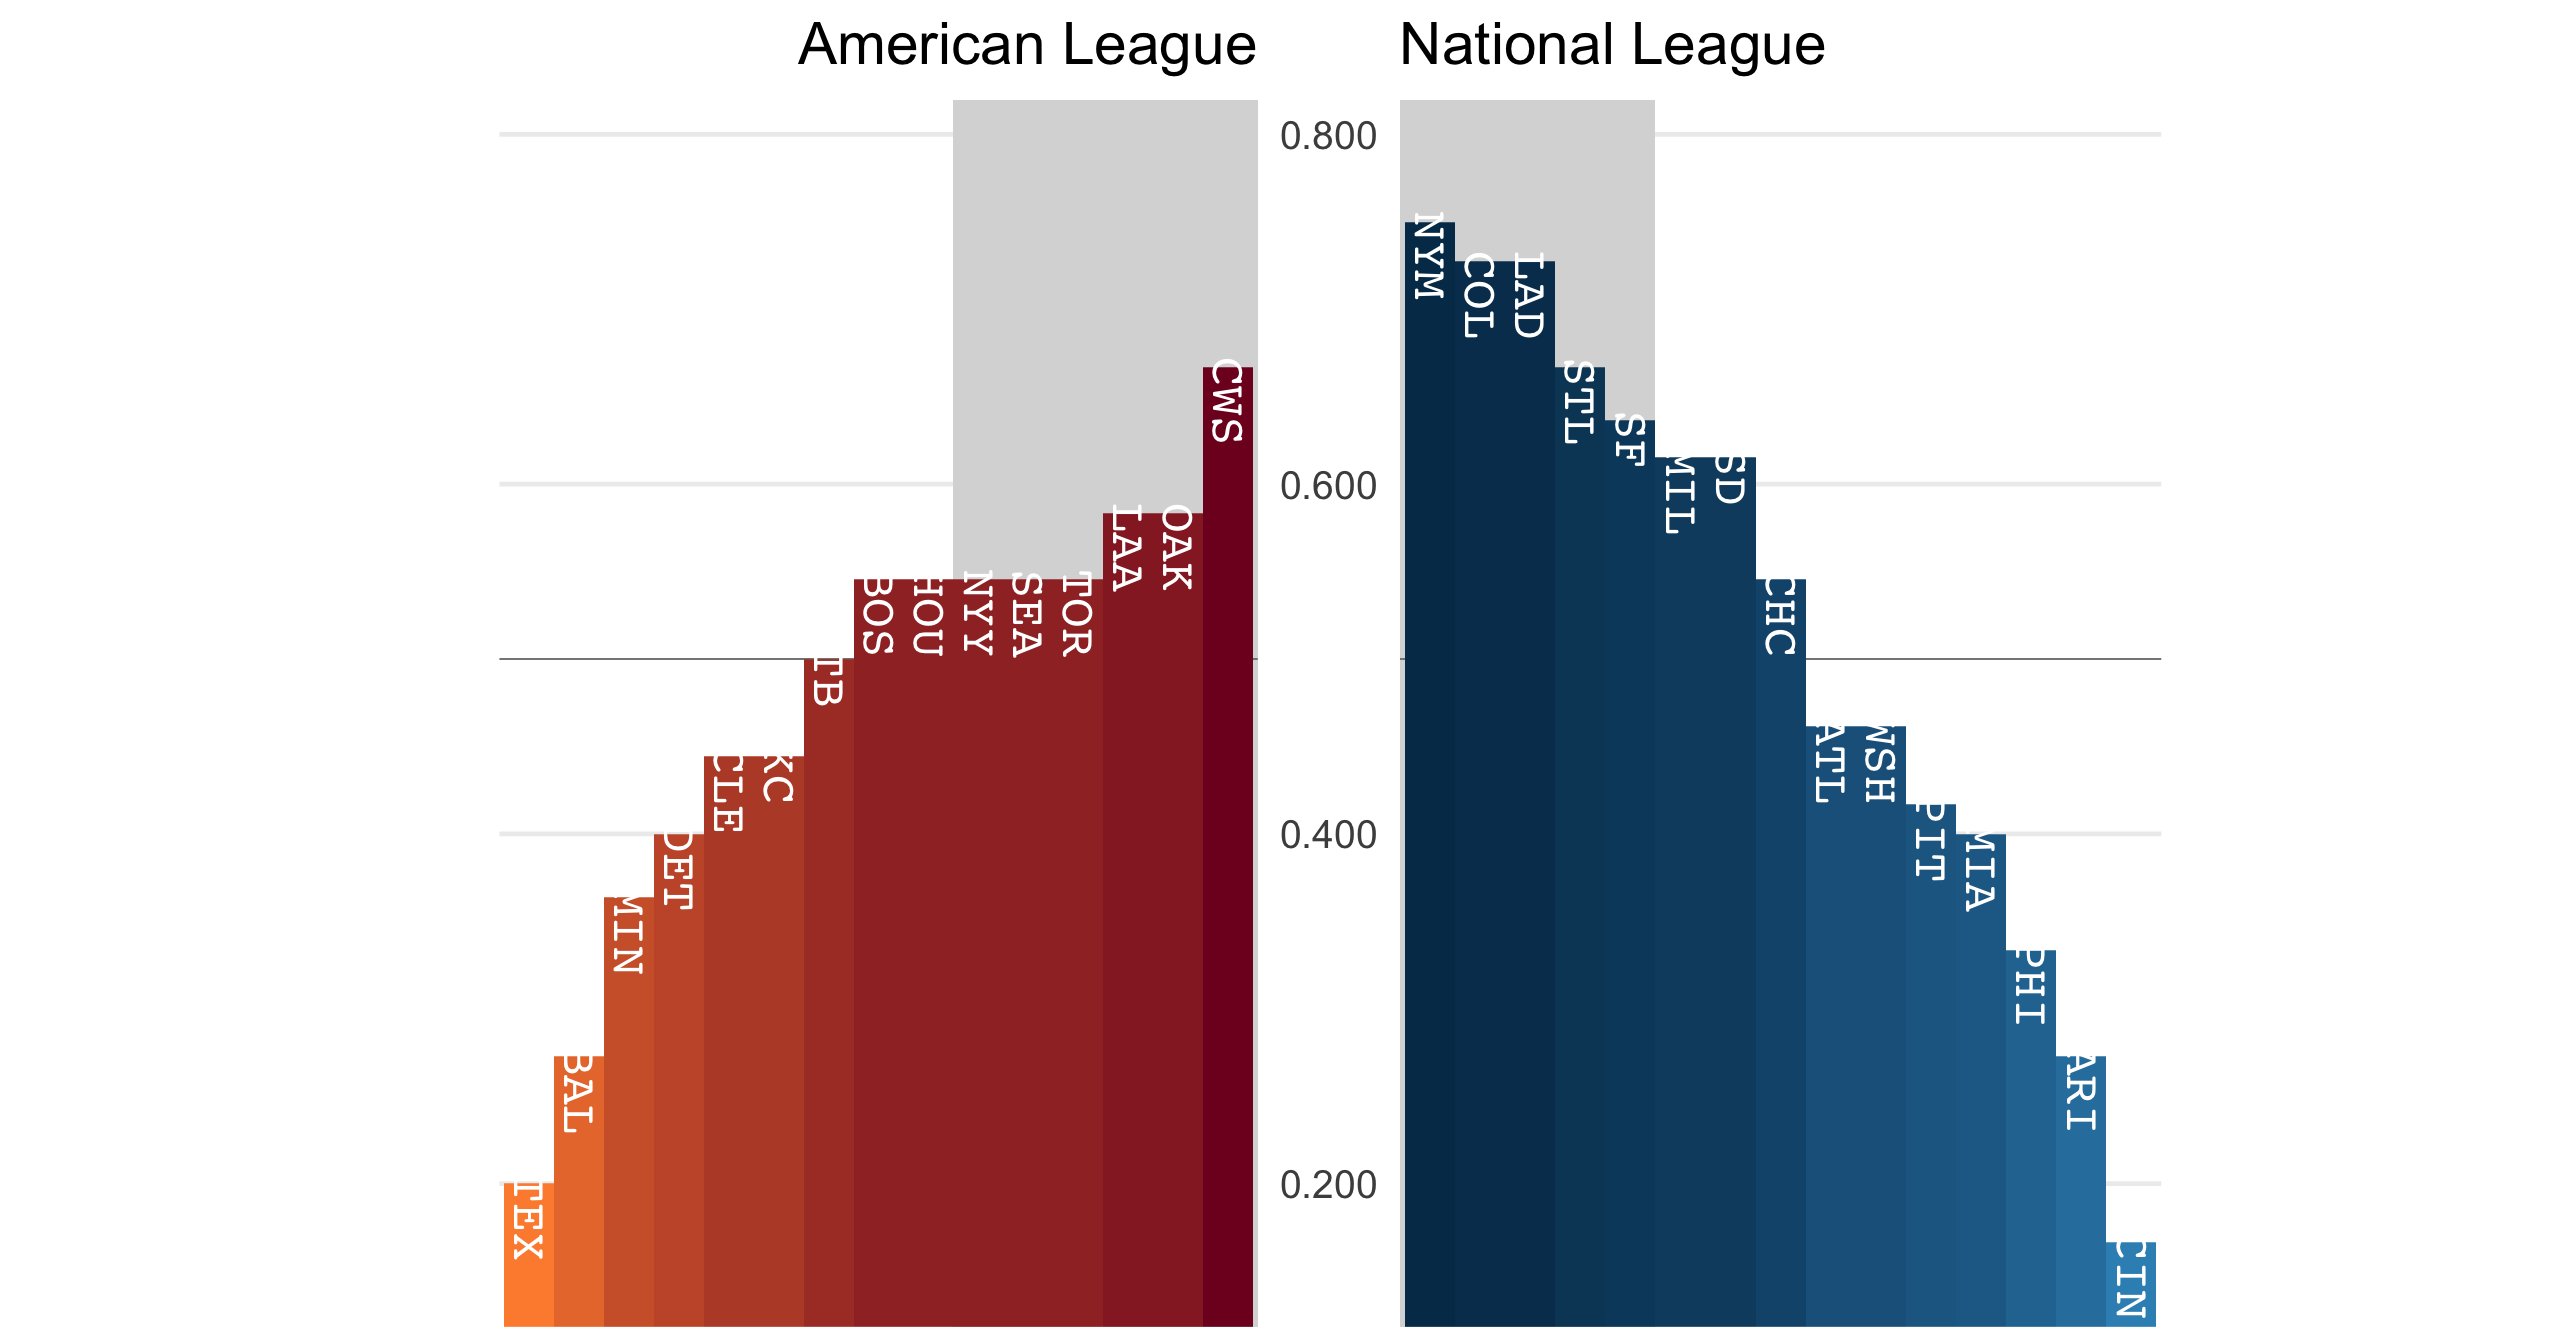 American League
National League
0.800
0.600
0.400
0.200
TEX
BAL
MIN
DET
CLE
KC
TB
BOS
HOU
NYY
SEA
TOR
LAA
OAK
CWS
NYM
COL
LAD
STL
SF
MIL
SD
CHC
ATL
WSH
PIT
MIA
PHI
ARI
CIN